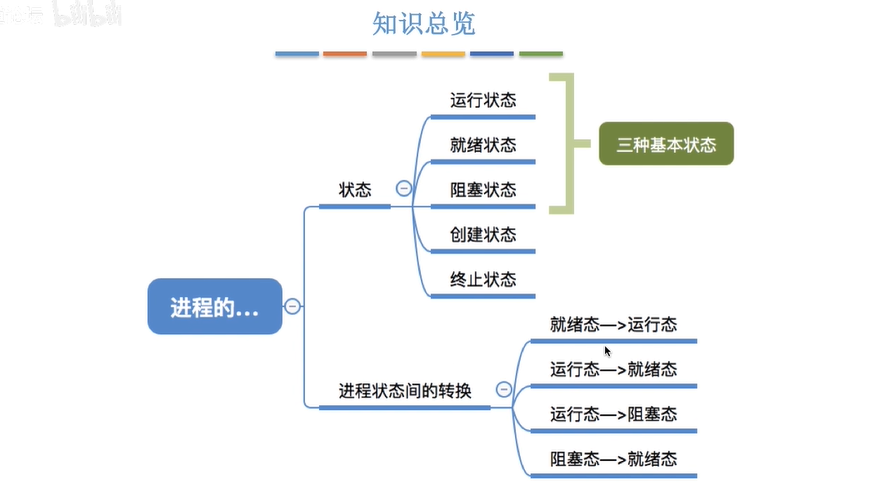 知识总览
运行状态
就绪状态
三种基本状态
状态
阻塞状态
创建状态
终止状态
进程的...
就绪态—>运行态
运行态—>就绪态
进程状态间的转换
运行态—>阻塞态
阻塞态—>就绪态